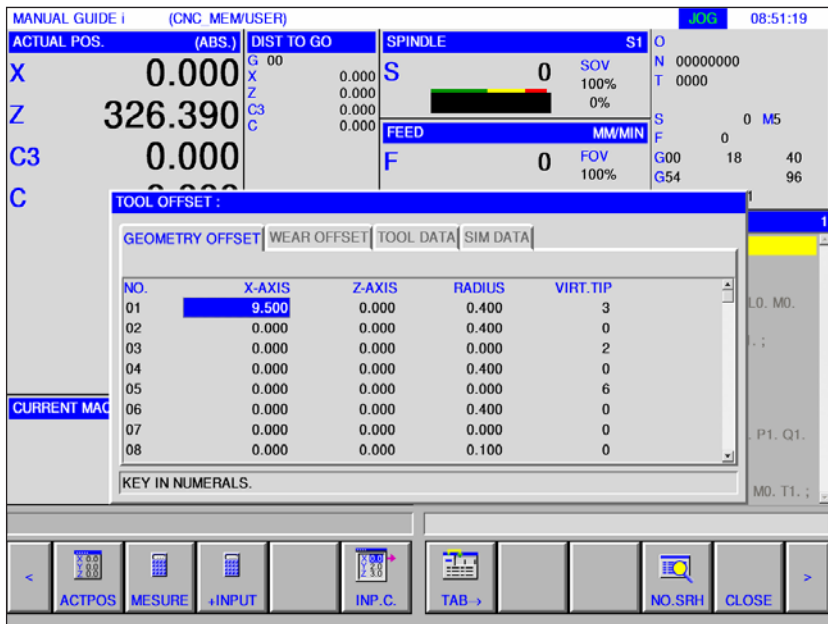 MANUAL GUIDE i (CNC_MEM/USER) JOG 08:51:19
ACTUAL POS. (ABS.) DIST TO GO SPINDLE S1 O
G 00
N 00000000
X 0.000 X 0.000 S 0 SOV 100% T 0000
Z 0.000 0%
Z 326.390 C3 0.000 S 0 M5
C 0.000 FEED MM/MIN F 0
C3 0.000 F 0 FOV 100% G00 18 40
G54 96
C
TOOL OFFSET :
1
GEOMETRY OFFSET WEAR OFFSET TOOL DATA SIM DATA
NO. X-AXIS Z-AXIS RADIUS VIRT.TIP
01 9.500 0.000 0.400 3 L0. M0.
02 0.000 0.000 0.400 0
03 0.000 0.000 0.000 2 . ;
04 0.000 0.000 0.400 0
05 0.000 0.000 0.000 6
CURRENT MAC
06 0.000 0.000 0.400 0
07 0.000 0.000 0.000 0 . P1. Q1.
08 0.000 0.000 0.100 0
KEY IN NUMERALS. M0. T1. ;
< ACTPOS MESURE +INPUT INP.C. TAB→ NO.SRH CLOSE >